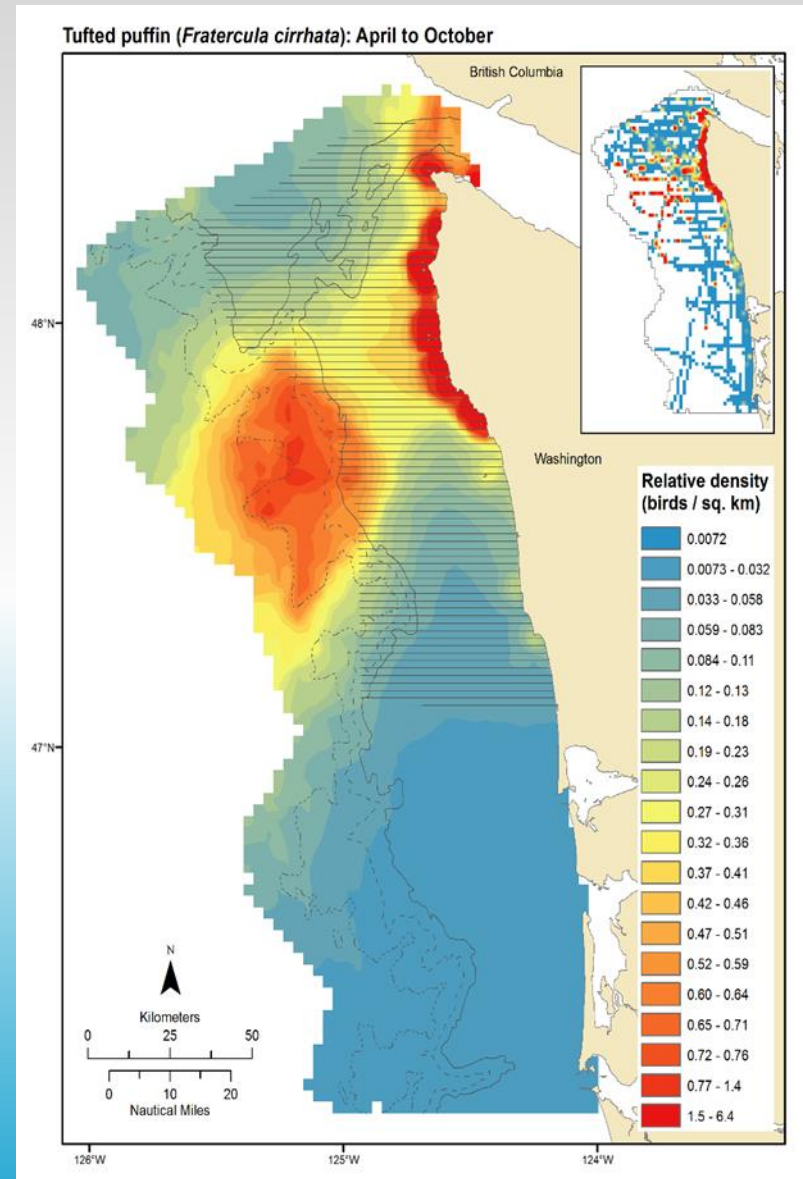 Tufted puffin (Fratercula cirrhata): April to October
British Columbia
48°N
Washington
47°N
Relative density
(birds / sq. km)
0.0072
0.0073 - 0.032
0.033 - 0.058
0.059 - 0.083
0.084 - 0.11
0.12 - 0.13
0.14 - 0.18
0.19 - 0.23
0.24 - 0.26
0.27 - 0.31
0.32 - 0.36
0.37 - 0.41
0.42 - 0.46
0.47 - 0.51
0.52 - 0.59
0.60 - 0.64
0.65 - 0.71
0.72 - 0.76
0.77 - 1.4
1.5 - 6.4
N
Kilometers
0 25 50
0 10 20
Nautical Miles
126°W 125°W 124°W